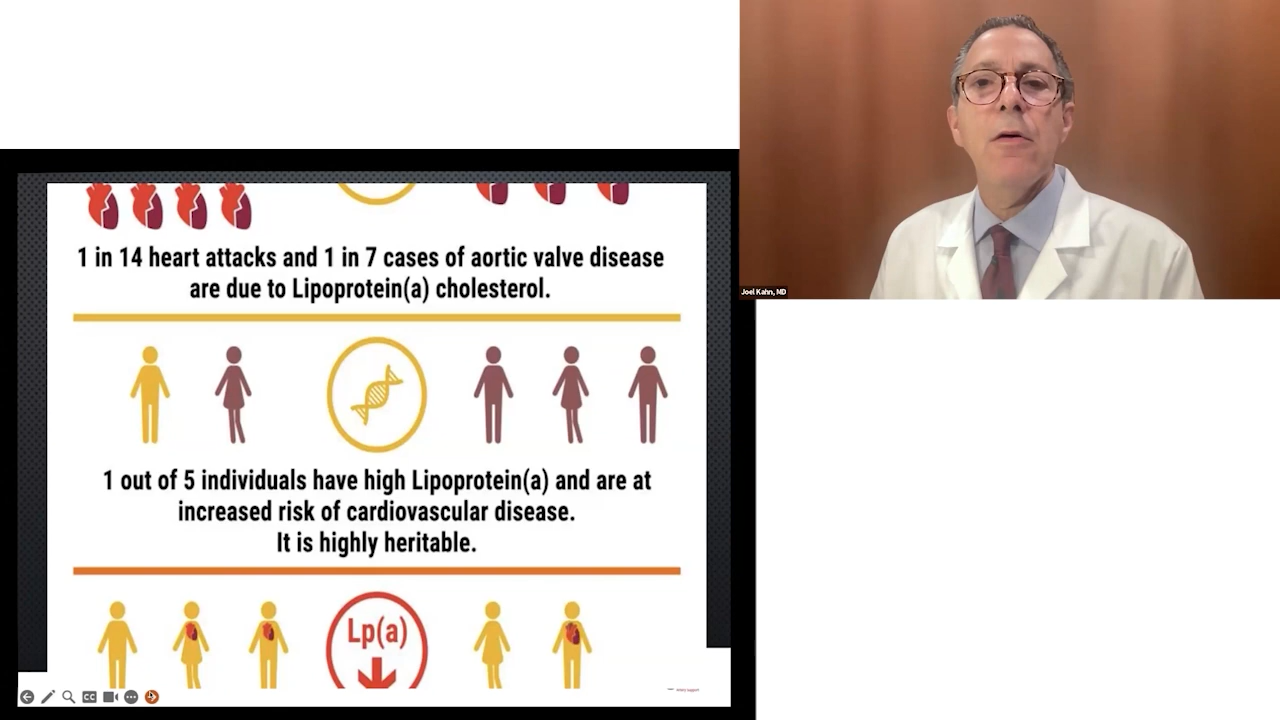 Joel Kahn, MD
1 in 14 heart attacks and 1 in 7 cases of aortic valve disease
are due to Lipoprotein(a) cholesterol.
1 out of 5 individuals have high Lipoprotein(a) and are at
increased risk of cardiovascular disease.
It is highly heritable.
Lp(a)
CC